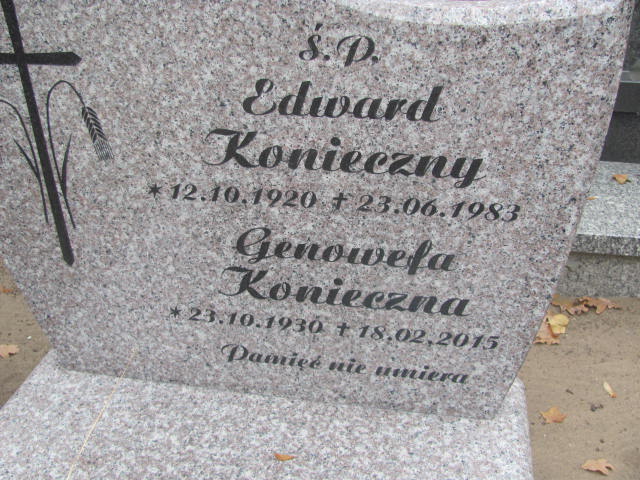 Ś.P.
Edward
Konieczny
* 12.10.1920 † 23.06.1983
Genowefa
Konieczna
* 23.10.1930 † 18.02.2015
Pamięć nie umiera